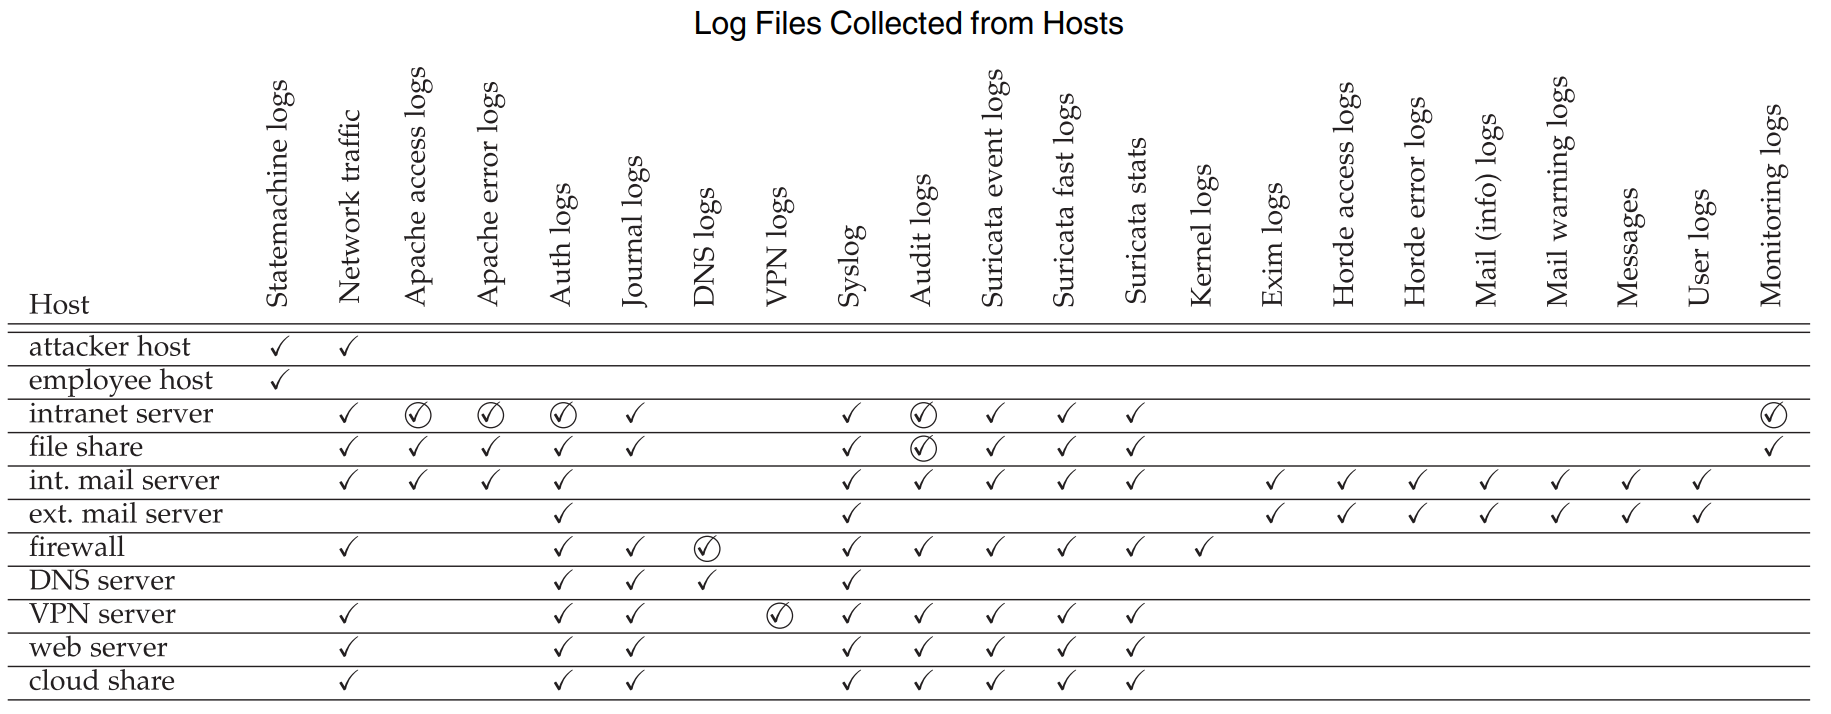 Log Files Collected from Hosts
Host Statemachine logs Network traffic Apache access logs Apache error logs Auth logs Journal logs DNS logs VPN logs Syslog Audit logs Suricata event logs Suricata fast logs Suricata stats Kernel logs Exim logs Horde access logs Horde error logs Mail (info) logs Mail warning logs Messages User logs Monitoring logs
attacker host ✓ ✓
employee host ✓
intranet server ✓ ✓ ✓ ✓ ✓ ✓ ✓ ✓ ✓ ✓ ✓
file share ✓ ✓ ✓ ✓ ✓ ✓ ✓ ✓ ✓ ✓ ✓
int. mail server ✓ ✓ ✓ ✓ ✓ ✓ ✓ ✓ ✓ ✓ ✓ ✓ ✓ ✓ ✓ ✓
ext. mail server ✓ ✓ ✓ ✓ ✓ ✓ ✓ ✓ ✓
firewall ✓ ✓ ✓ ✓ ✓ ✓ ✓ ✓ ✓ ✓
DNS server ✓ ✓ ✓ ✓
VPN server ✓ ✓ ✓ ✓ ✓ ✓ ✓ ✓ ✓
web server ✓ ✓ ✓ ✓ ✓ ✓ ✓ ✓
cloud share ✓ ✓ ✓ ✓ ✓ ✓ ✓ ✓